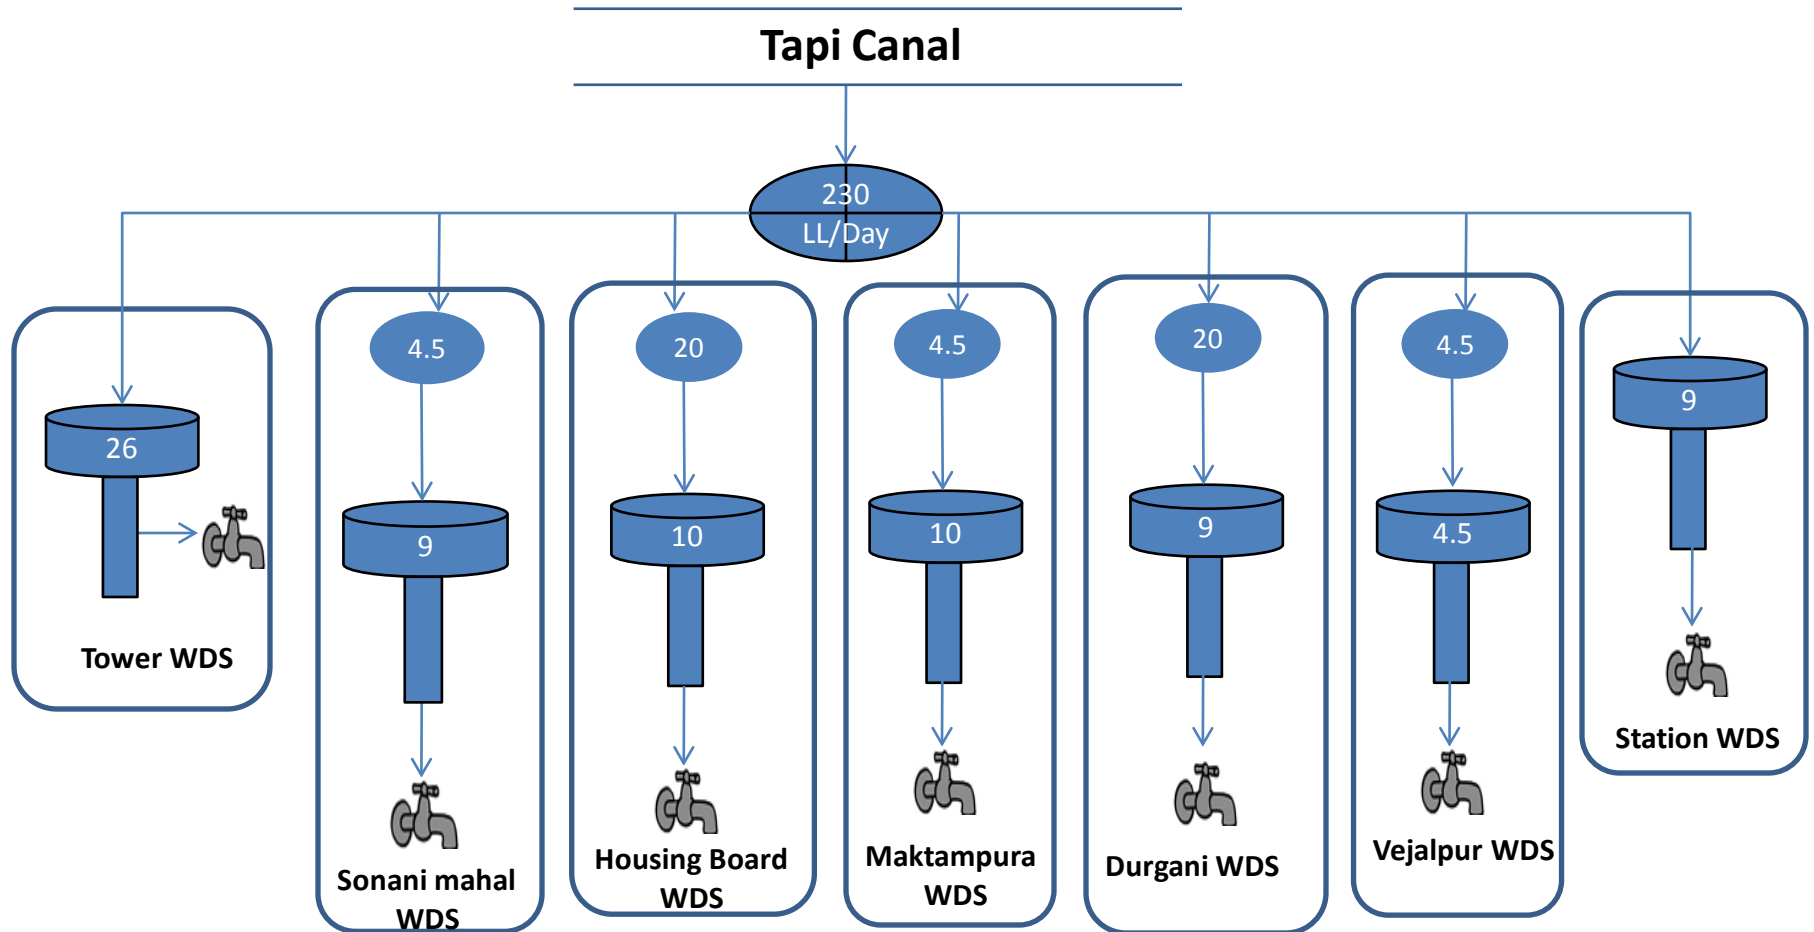 Tapi Canal
230
LL/Day
4.5
20
4.5
20
4.5
9
26
9
10
10
9
4.5
Tower WDS
Sonani mahal
WDS
Housing Board
WDS
Maktampura
WDS
Durgani WDS
Vejalpur WDS
Station WDS